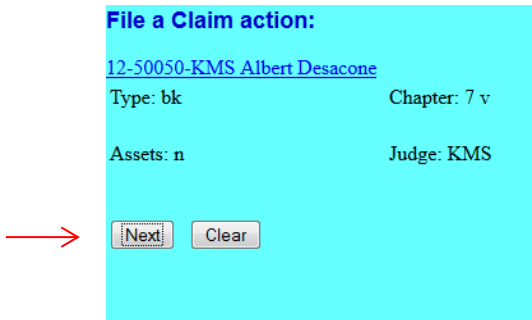 File a Claim action:
12-50050-KMS Albert Desacone
Type: bk Chapter: 7 v
Assets: n Judge: KMS
Next Clear